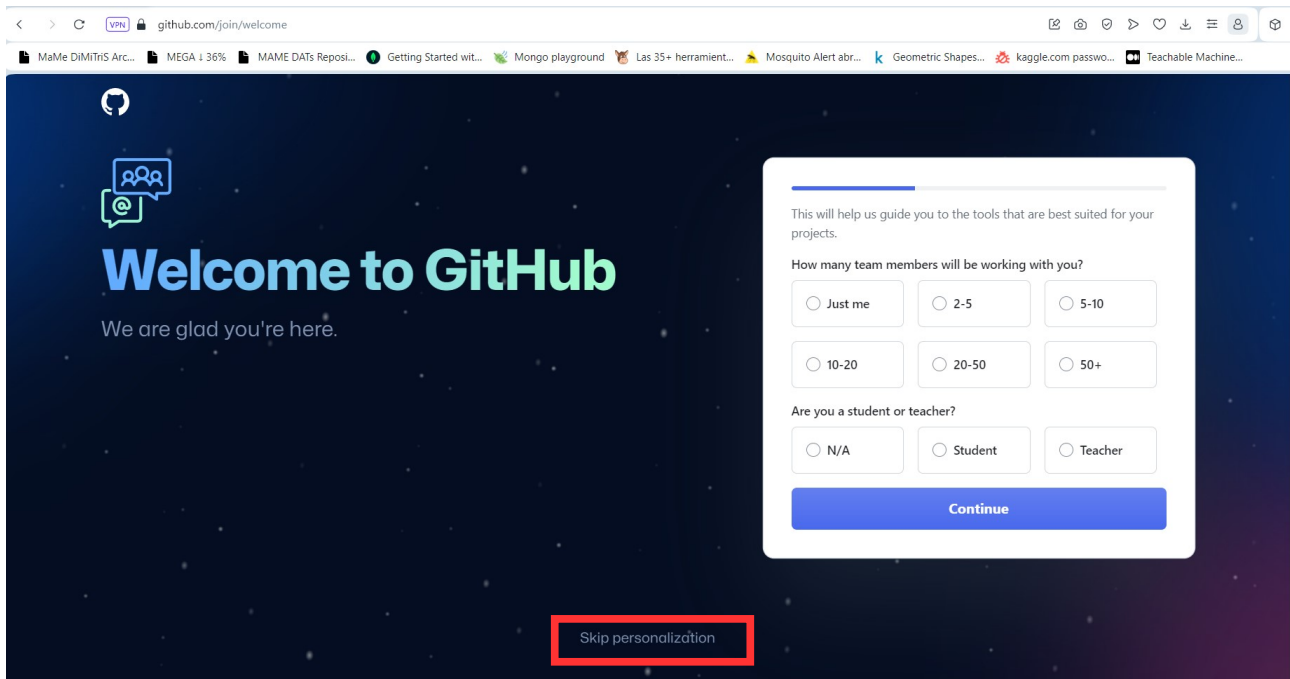 VPN github.com/join/welcome
MaMe DiMiTriS Arc... MEGA ↓ 36% MAME DATs Reposi... Getting Started wit... Mongo playground Las 35+ herramient... Mosquito Alert abr... k Geometric Shapes... kaggle.com passwo... Teachable Machine...
@
Welcome to GitHub
We are glad you're here.
This will help us guide you to the tools that are best suited for your
projects.
How many team members will be working with you?
Just me 2-5 5-10
10-20 20-50 50+
Are you a student or teacher?
N/A Student Teacher
Continue
Skip personalization